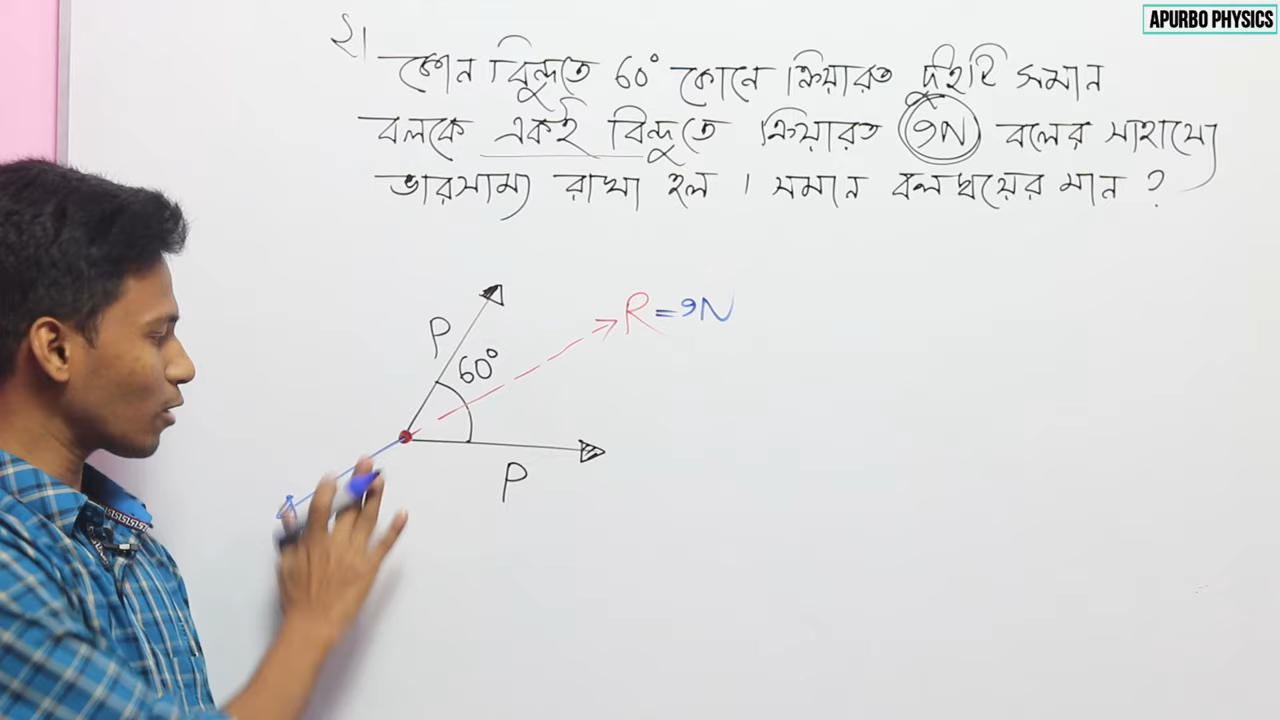 APURBO PHYSICS
২। কোন বিন্দুতে 60° কোনে ক্রিয়ারত দুইটি সমান
বলকে একই বিন্দুতে ক্রিয়ারত 9N বলের সাহায্যে
ভারসাম্য রাখা হল । সমান বলদ্বয়ের মান ?
R = 9N
P
60°
P